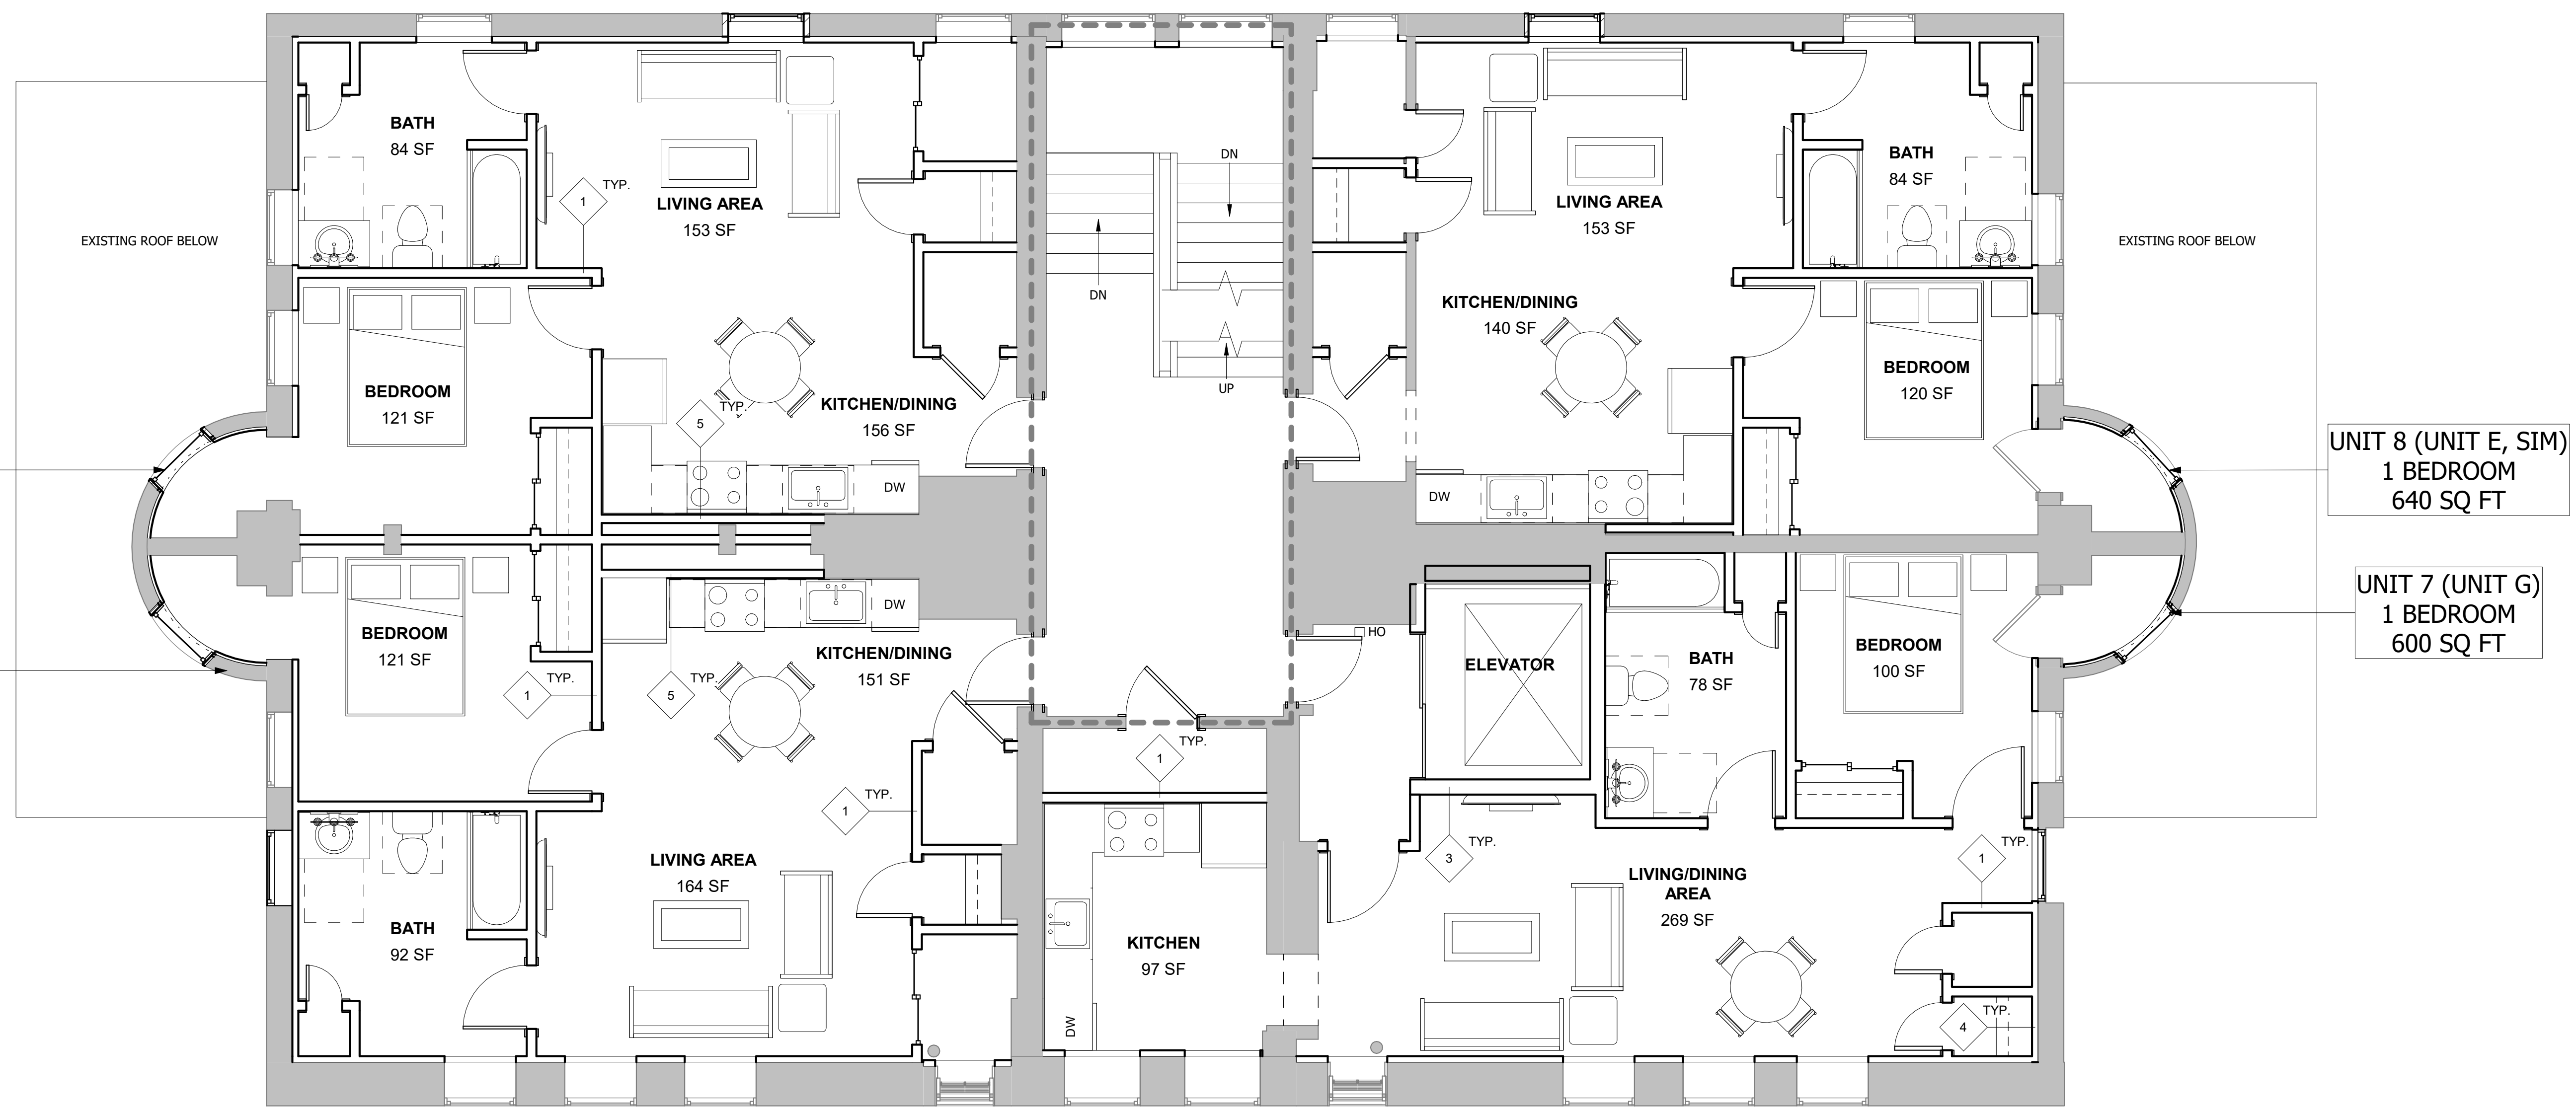 BATH
84 SF
TYP.
1
LIVING AREA
153 SF
EXISTING ROOF BELOW
BEDROOM
121 SF
TYP.
5
KITCHEN/DINING
156 SF
DW
DN
DN
UP
LIVING AREA
153 SF
BATH
84 SF
EXISTING ROOF BELOW
KITCHEN/DINING
140 SF
BEDROOM
120 SF
DW
UNIT 8 (UNIT E, SIM)
1 BEDROOM
640 SQ FT
UNIT 7 (UNIT G)
1 BEDROOM
600 SQ FT
BEDROOM
121 SF
TYP.
1
DW
KITCHEN/DINING
151 SF
TYP.
5
TYP.
1
LIVING AREA
164 SF
BATH
92 SF
TYP.
1
KITCHEN
97 SF
DW
HO
ELEVATOR
BATH
78 SF
BEDROOM
100 SF
TYP.
3
LIVING/DINING
AREA
269 SF
TYP.
1
TYP.
4